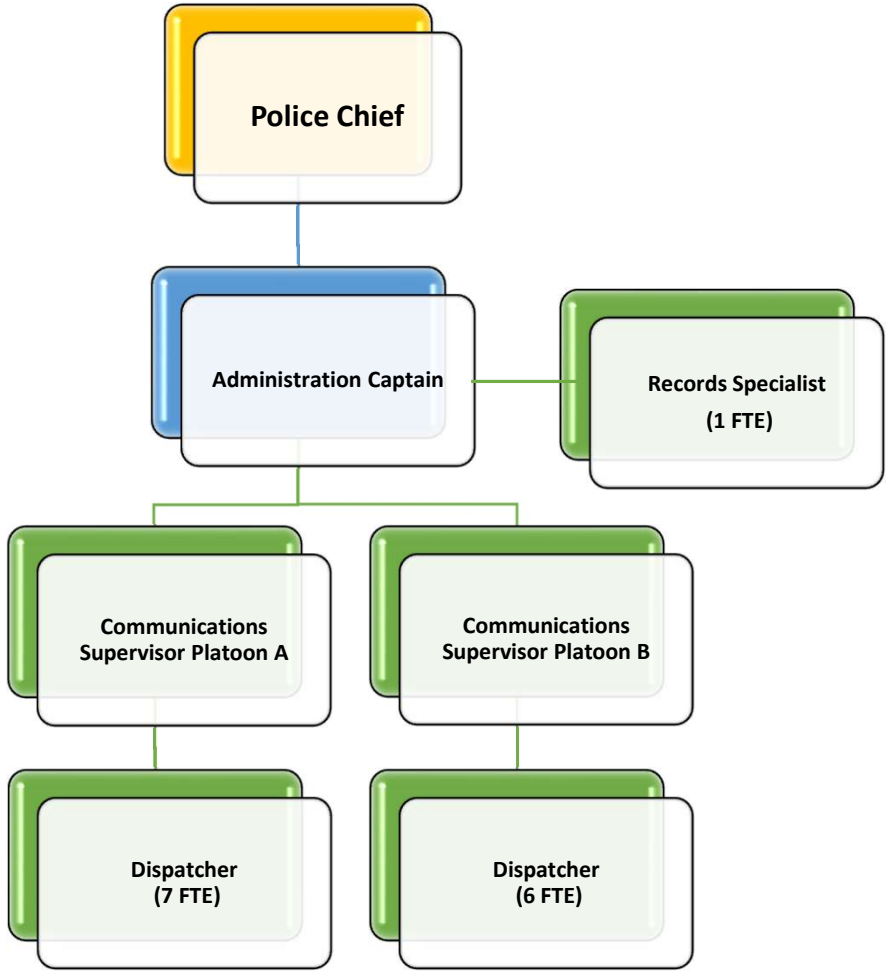 Police Chief
Administration Captain
Records Specialist
(1 FTE)
Communications
Supervisor Platoon A
Communications
Supervisor Platoon B
Dispatcher
(7 FTE)
Dispatcher
(6 FTE)